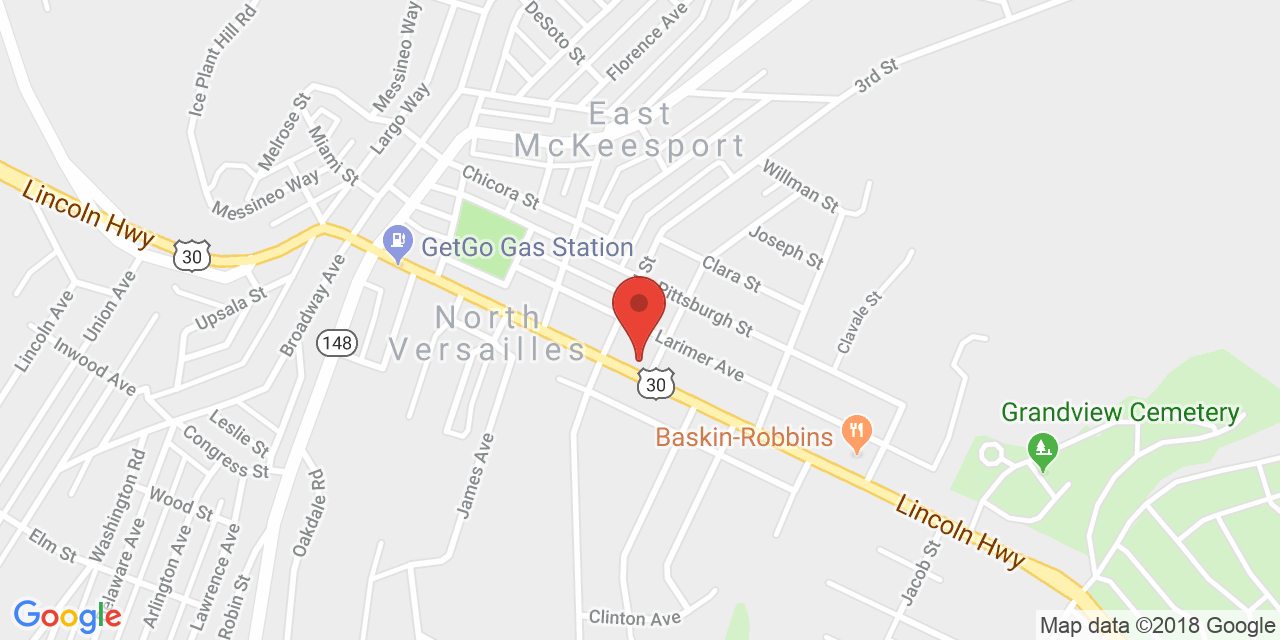 DeSoto St
Florence Ave
Ice Plant Hill Rd
Messineo Way
3rd St
Largo Way
Melrose St
East
McKeesport
Miami St
Chicora St
Willman St
Messineo Way
Lincoln Hwy
30
GetGo Gas Station
Joseph St
Clara St
St
Pittsburgh St
Upsala St
Union Ave
Lincoln Ave
Broadway Ave
North
Versailles
148
Clavale St
Larimer Ave
30
Inwood Ave
Baskin-Robbins
Grandview Cemetery
Leslie St
Congress St
James Ave
Washington Rd
Wood St
Oakdale Rd
Lincoln Hwy
Elm St
elaware Ave
Arlington Ave
Lawrence Ave
Robin St
Jacob St
Clinton Ave
Google
Map data ©2018 Google